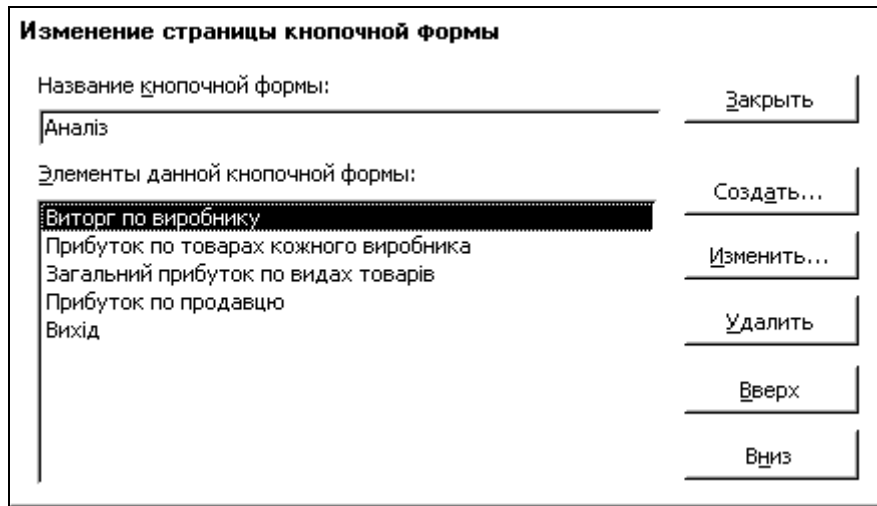 Изменение страницы кнопочной формы
Название кнопочной формы:
Аналіз
Элементы данной кнопочной формы:
Виторг по виробнику
Прибуток по товарах кожного виробника
Загальний прибуток по видах товарів
Прибуток по продавцю
Вихід
Закрыть
Создать...
Изменить...
Удалить
Вверх
Вниз